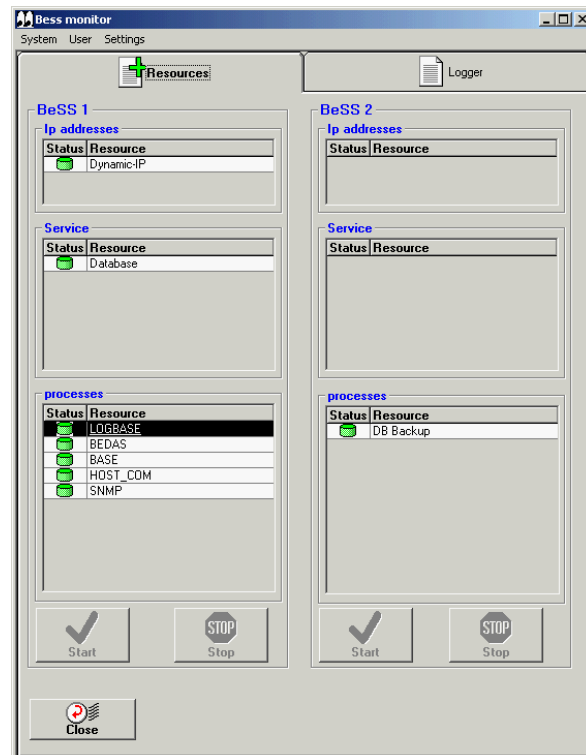 Bess monitor
System User Settings
Resources
Logger
BeSS 1
Ip addresses
Status Resource
Dynamic-IP
Service
Status Resource
Database
processes
Status Resource
LOGBASE
BEDAS
BASE
HOST_COM
SNMP
Start
STOP
Stop
BeSS 2
Ip addresses
Status Resource
Service
Status Resource
processes
Status Resource
DB Backup
Start
STOP
Stop
Close